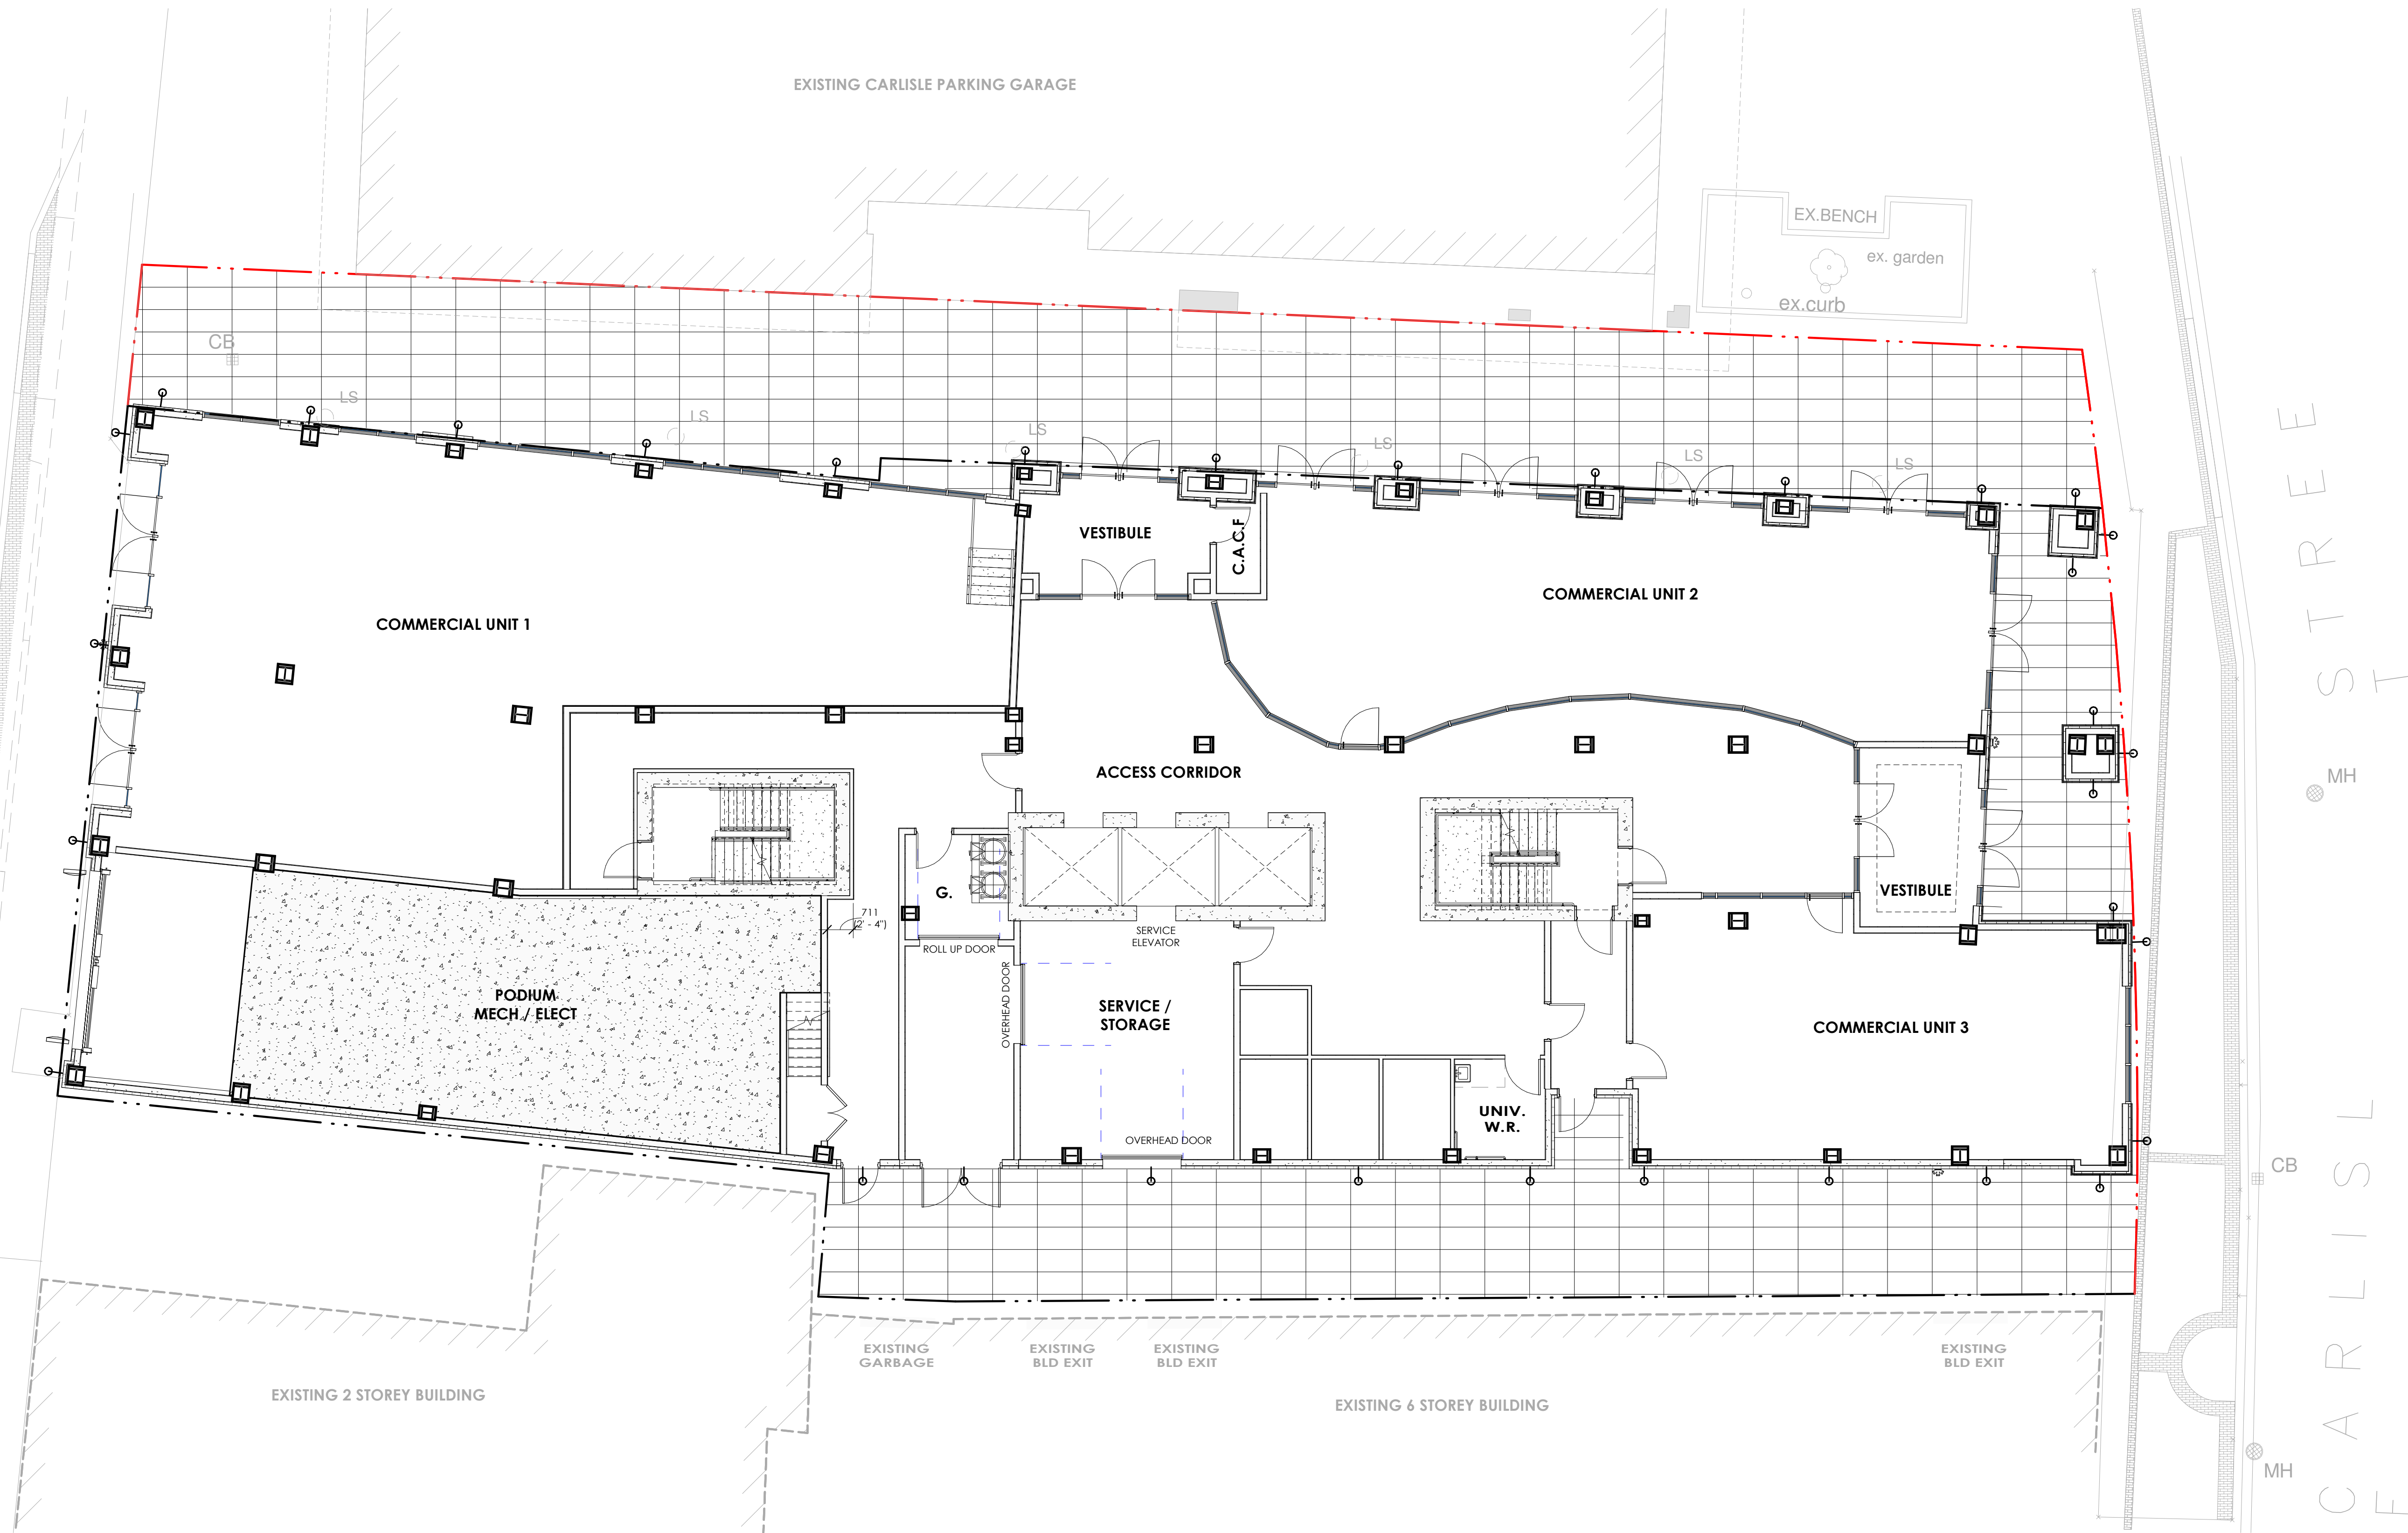 EXISTING CARLISLE PARKING GARAGE
EX.BENCH
ex. garden
ex.curb
CB
LS
LS
LS
LS
LS
LS
VESTIBULE
C.A.C.F
COMMERCIAL UNIT 1
COMMERCIAL UNIT 2
ACCESS CORRIDOR
MH
G.
711
(2' - 4")
SERVICE
ELEVATOR
VESTIBULE
ROLL UP DOOR
OVERHEAD DOOR
PODIUM
MECH / ELECT
SERVICE /
STORAGE
COMMERCIAL UNIT 3
UNIV.
W.R.
OVERHEAD DOOR
CB
EXISTING
GARBAGE
EXISTING
BLD EXIT
EXISTING
BLD EXIT
EXISTING
BLD EXIT
EXISTING 2 STOREY BUILDING
EXISTING 6 STOREY BUILDING
MH
CARLISLE STREE
E T